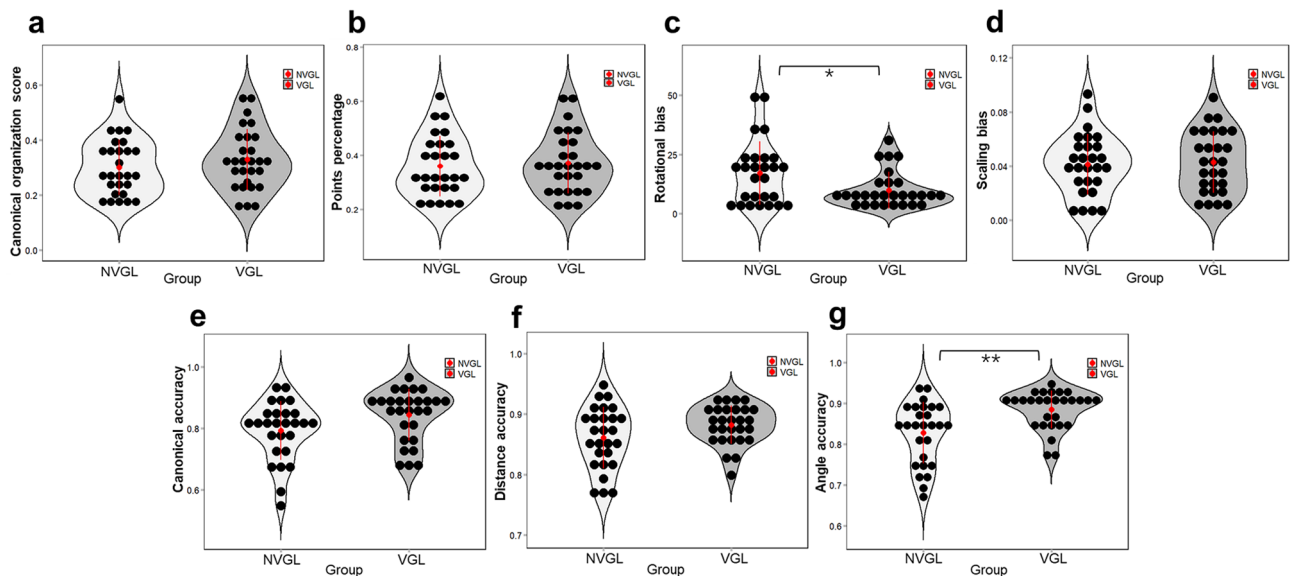 a
Canonical organization score
0.6
0.4
0.2
0.0
NVGL
VGL
NVGL
VGL
Group
b
Points percentage
0.8
0.6
0.4
0.2
NVGL
VGL
NVGL
VGL
Group
c
Rotational bias
50
25
0
*
NVGL
VGL
NVGL
VGL
Group
d
Scaling bias
0.12
0.08
0.04
0.00
NVGL
VGL
NVGL
VGL
Group
e
Canonical accuracy
1.0
0.8
0.6
NVGL
VGL
NVGL
VGL
Group
f
Distance accuracy
1.0
0.9
0.8
0.7
NVGL
VGL
NVGL
VGL
Group
g
Angle accuracy
1.0
0.9
0.8
0.7
0.6
**
NVGL
VGL
NVGL
VGL
Group